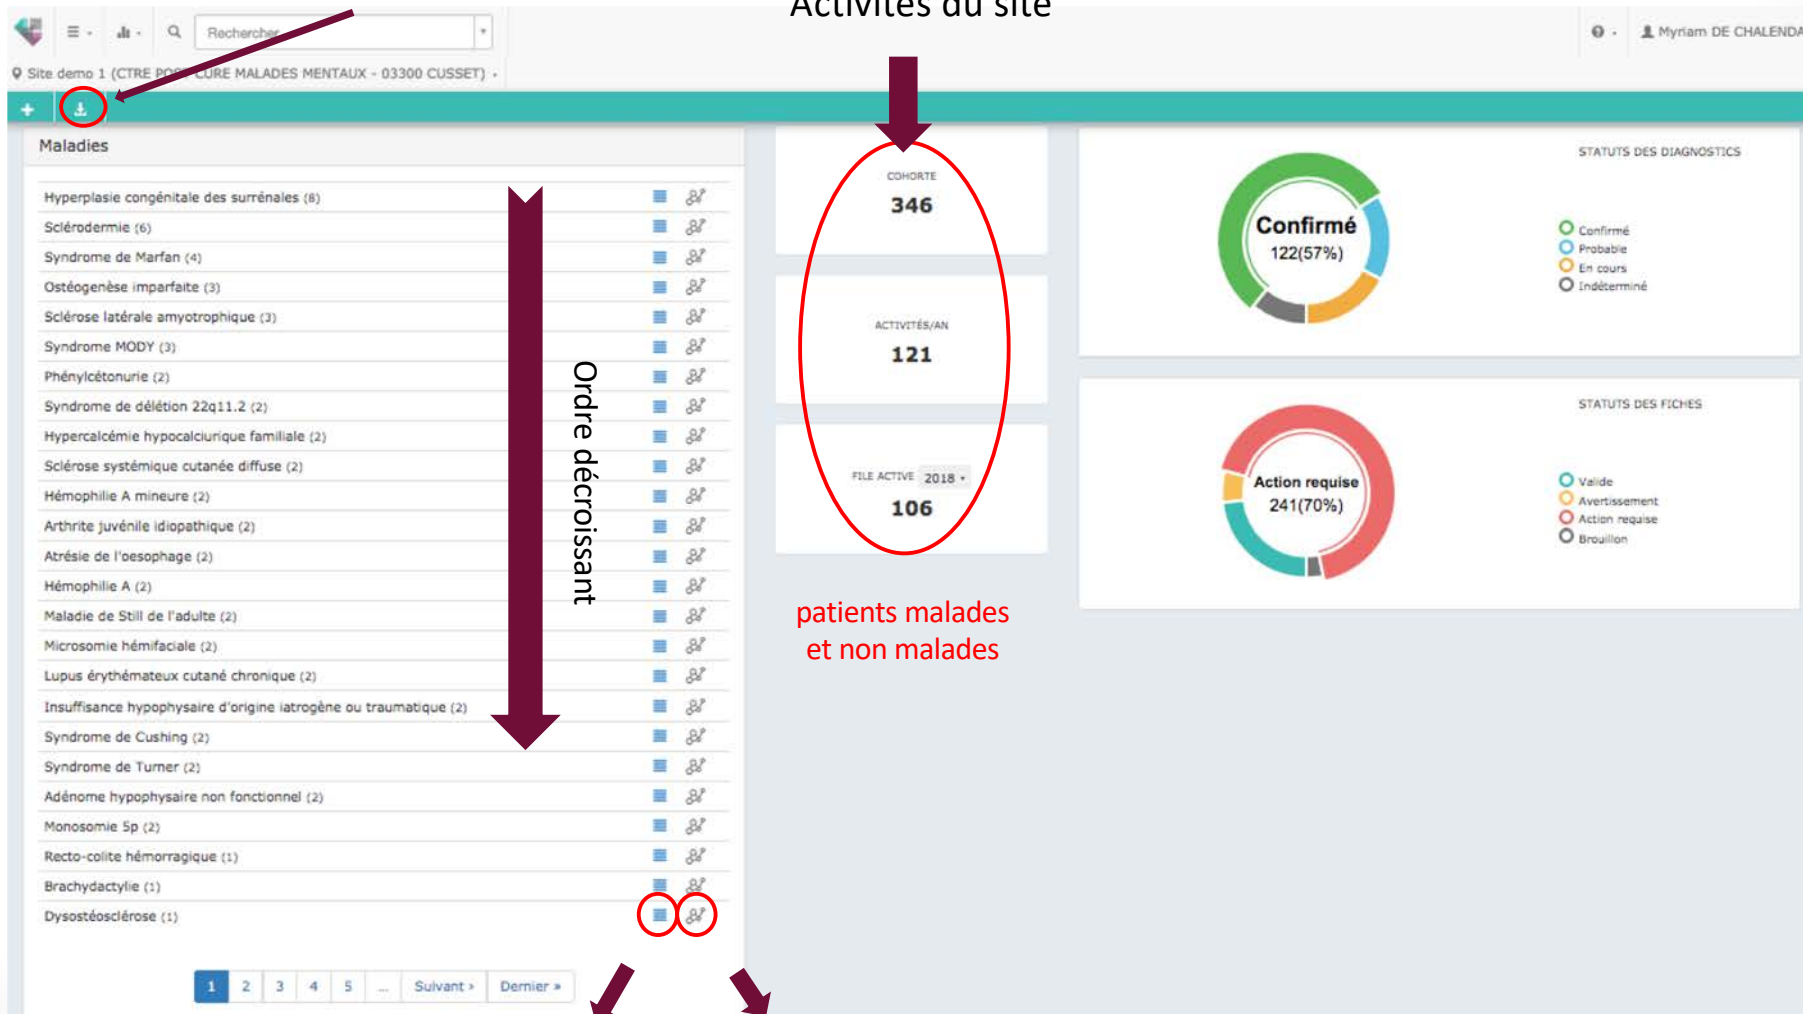 Activités du site
Rechercher
Myriam DE CHALENDA
Site demo 1 (CTRE POST CURE MALADES MENTAUX - 03300 CUSSET)
Maladies
Hyperplasie congénitale des surrénales (8)
Sclérodermie (6)
Syndrome de Marfan (4)
Ostéogenèse imparfaite (3)
Sclérose latérale amyotrophique (3)
Syndrome MODY (3)
Phénylcétonurie (2)
Syndrome de délétion 22q11.2 (2)
Hypercalcémie hypocalciurique familiale (2)
Sclérose systémique cutanée diffuse (2)
Hémophilie A mineure (2)
Arthrite juvénile idiopathique (2)
Atrésie de l'oesophage (2)
Hémophilie A (2)
Maladie de Still de l'adulte (2)
Microsomie hémifaciale (2)
Lupus érythémateux cutané chronique (2)
Insuffisance hypophysaire d'origine iatrogène ou traumatique (2)
Syndrome de Cushing (2)
Syndrome de Turner (2)
Adénome hypophysaire non fonctionnel (2)
Monosomie 5p (2)
Recto-colite hémorragique (1)
Brachydactylie (1)
Dysostéosclérose (1)
1 2 3 4 5 ... Suivant › Dernier »
Ordre décroissant
COHORTE
346
ACTIVITÉS/AN
121
FILE ACTIVE 2018
106
patients malades
et non malades
STATUTS DES DIAGNOSTICS
Confirmé
122(57%)
Confirmé
Probable
En cours
Indéterminé
STATUTS DES FICHES
Action requise
241(70%)
Valide
Avertissement
Action requise
Brouillon